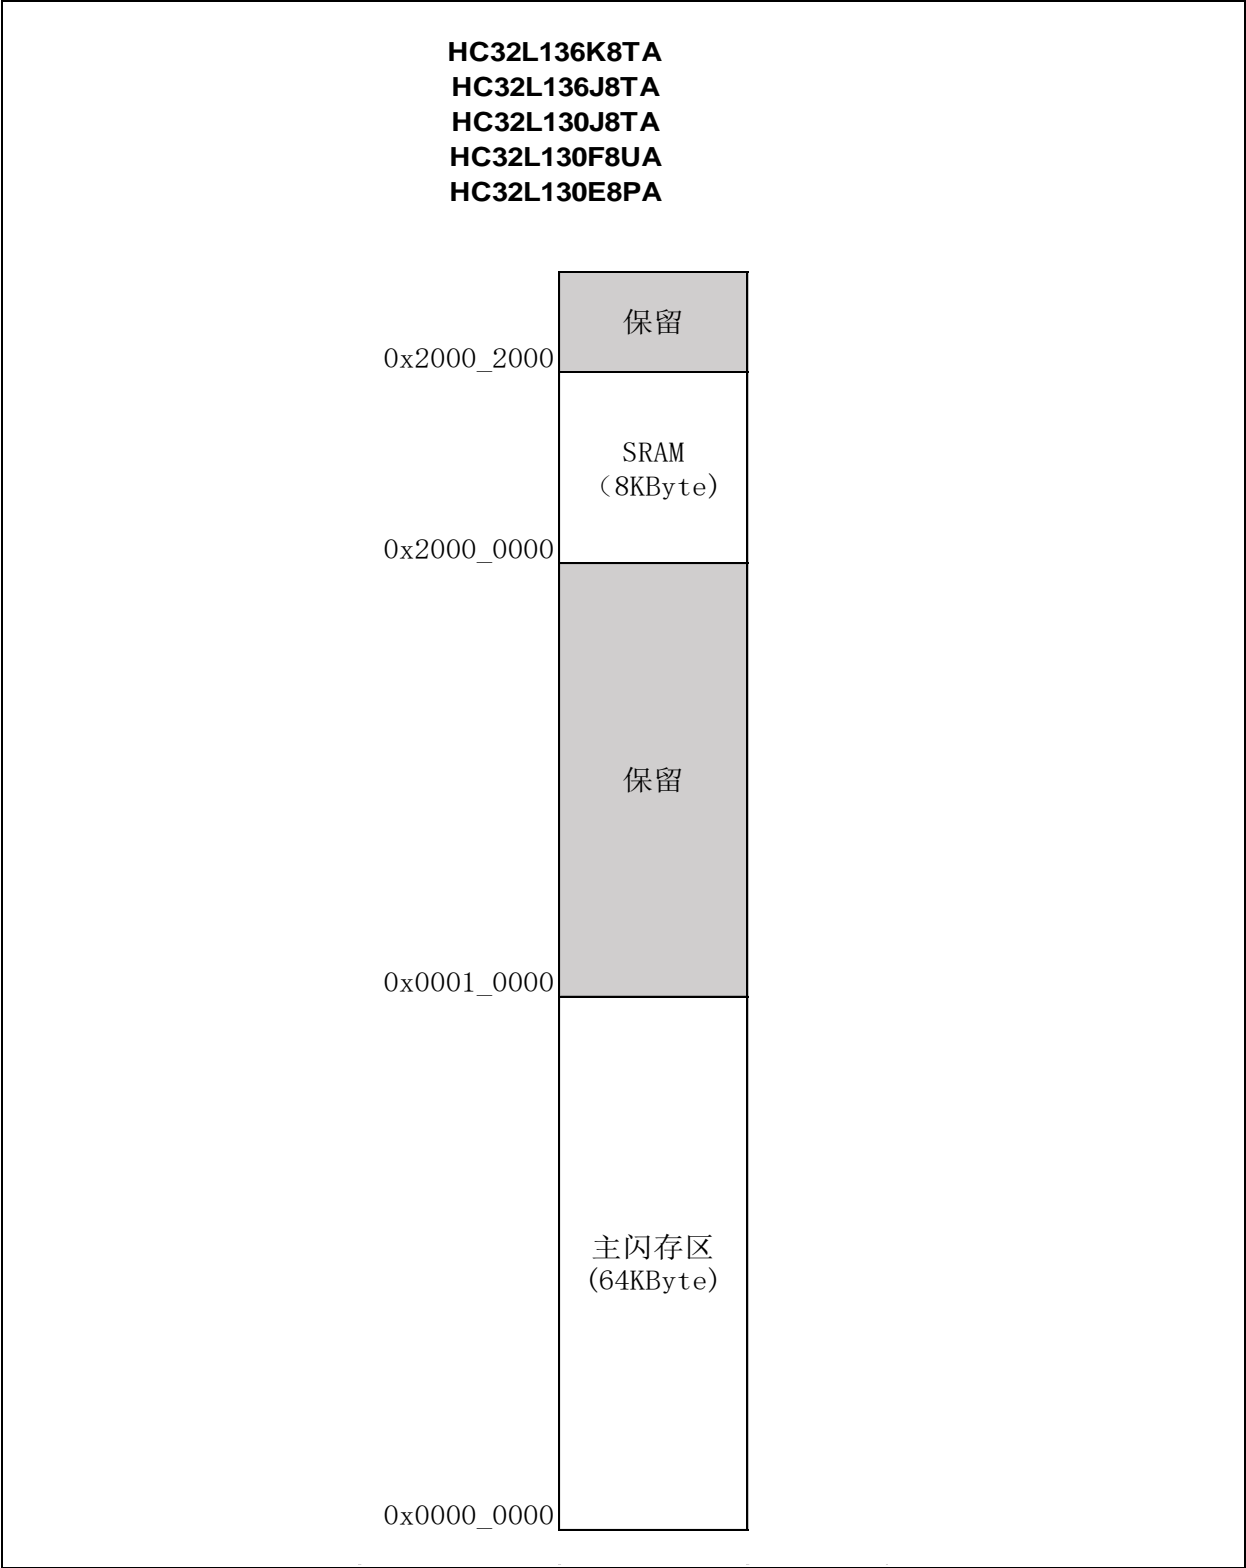 HC32L136K8TA
HC32L136J8TA
HC32L130J8TA
HC32L130F8UA
HC32L130E8PA
保留
0x2000_2000
SRAM
（8KByte)
0x2000_0000
保留
0x0001_0000
主闪存区
(64KByte)
0x0000_0000